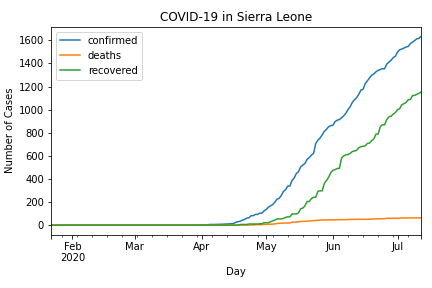 COVID-19 in Sierra Leone
confirmed
deaths
recovered
1600
1400
1200
1000
800
600
400
200
0
Number of Cases
Feb Mar Apr May Jun Jul
2020
Day